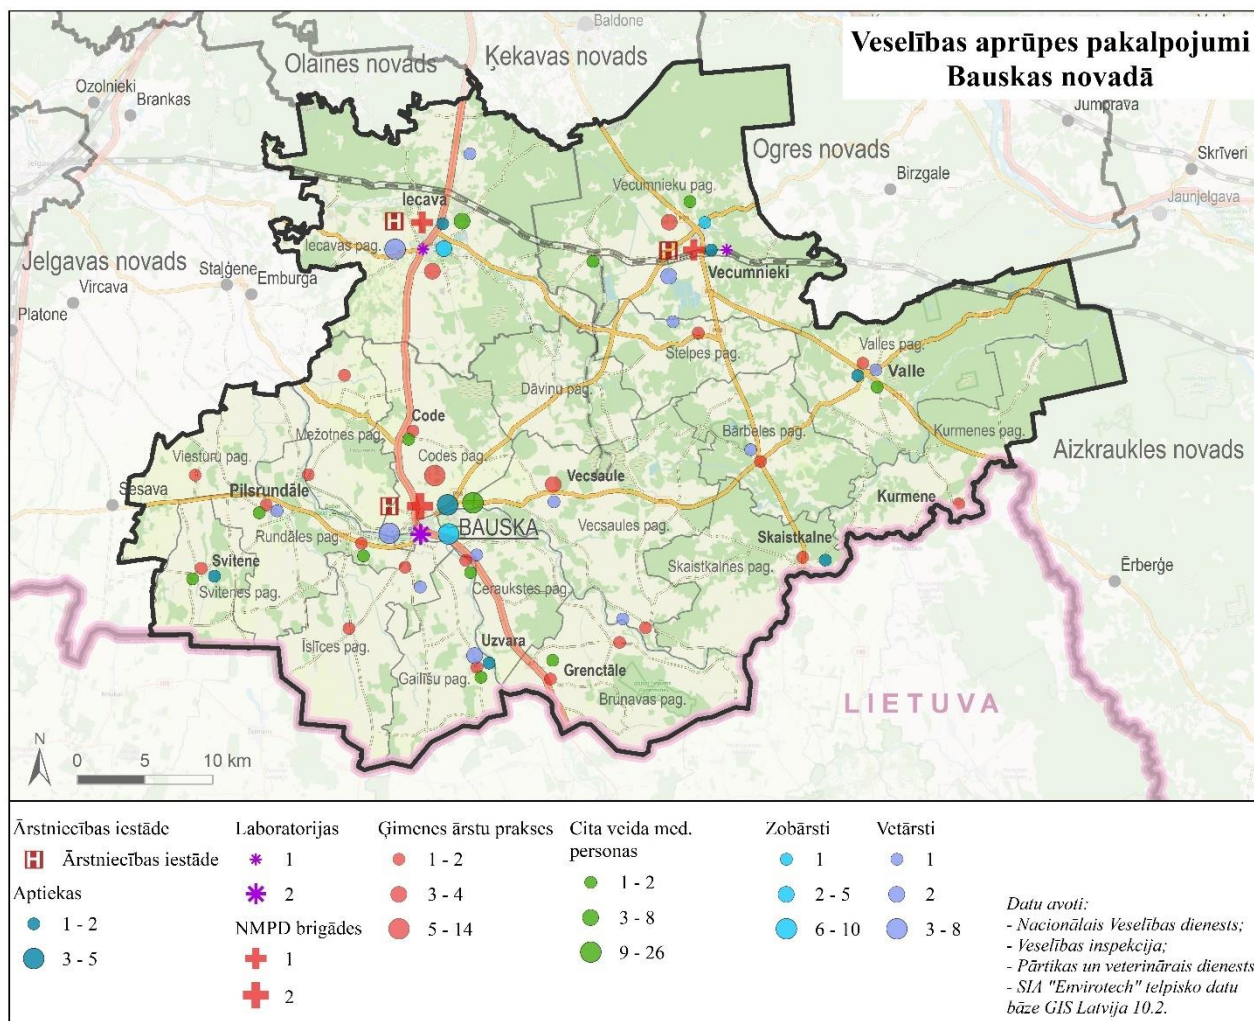 Veselības aprūpes pakalpojumi
Bauskas novadā
Baldone
Ķekavas novads
Olaines novads
Ozolnieki
Brankas
Jumprava
Ogres novads
Skrīveri
Birzgale
Jaunjelgava
Vecumnieku pag.
Iecava
Iecavas pag.
Jelgavas novads
Staļģene
Emburga
Vircava
Platone
Vecumnieki
Stelpes pag.
Valles pag.
Valle
Dāviņu pag.
Code
Mežotnes pag.
Codes pag.
Bārbeles pag.
Kurmenes pag.
Aizkraukles novads
Viesturu pag.
Sesava
Pilsrundāle
Vecsaule
Kurmene
BAUSKA
Vecsaules pag.
Rundāles pag.
Skaistkalne
Skaistkalnes pag.
Svitene
Svitenes pag.
Ceraukstes pag.
Ērberģe
Īslīces pag.
Uzvara
Gailīšu pag.
Grenctāle
Brunavas pag.
LIETUVA
N
0 5 10 km
Ārstniecības iestāde
H Ārstniecības iestāde
Aptiekas
1 - 2
3 - 5
Laboratorijas
1
2
NMPD brigādes
1
2
Ģimenes ārstu prakses
1 - 2
3 - 4
5 - 14
Cita veida med.
personas
1 - 2
3 - 8
9 - 26
Zobārsti
1
2 - 5
6 - 10
Vetārsti
1
2
3 - 8
Datu avoti:
- Nacionālais Veselības dienests;
- Veselības inspekcija;
- Pārtikas un veterinārais dienests
- SIA "Envirotech" telpisko datu
bāze GIS Latvija 10.2.